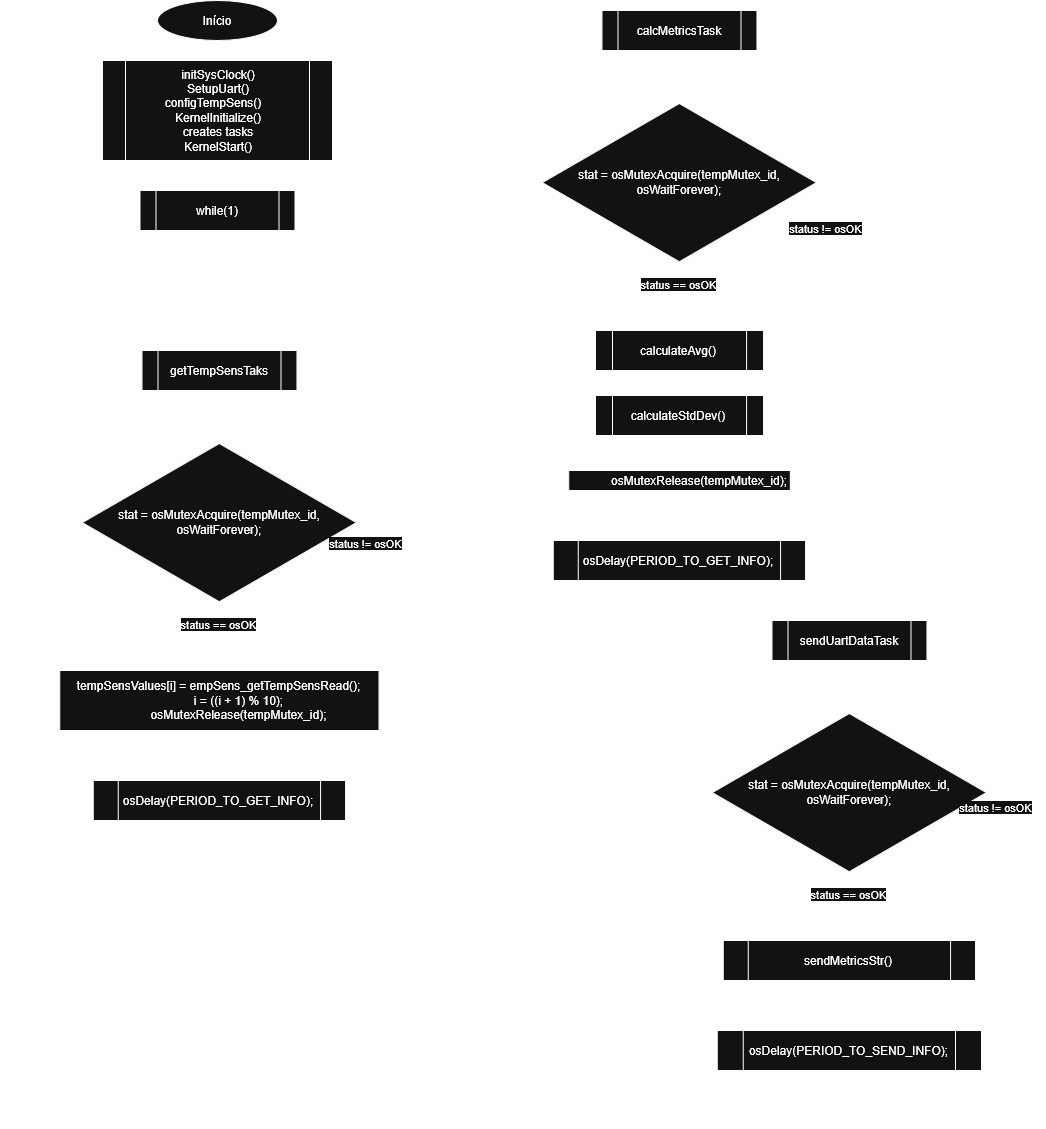 Início
initSysClock()
SetupUart()
configTempSens()
KernelInitialize()
creates tasks
KernelStart()
while(1)
getTempSensTaks
stat = osMutexAcquire(tempMutex_id,
osWaitForever);
status != osOK
status == osOK
tempSensValues[i] = empSens_getTempSensRead();
i = ((i + 1) % 10);
osMutexRelease(tempMutex_id);
osDelay(PERIOD_TO_GET_INFO);
calcMetricsTask
stat = osMutexAcquire(tempMutex_id,
osWaitForever);
status != osOK
status == osOK
calculateAvg()
calculateStdDev()
osMutexRelease(tempMutex_id);
osDelay(PERIOD_TO_GET_INFO);
sendUartDataTask
stat = osMutexAcquire(tempMutex_id,
osWaitForever);
status != osOK
status == osOK
sendMetricsStr()
osDelay(PERIOD_TO_SEND_INFO);